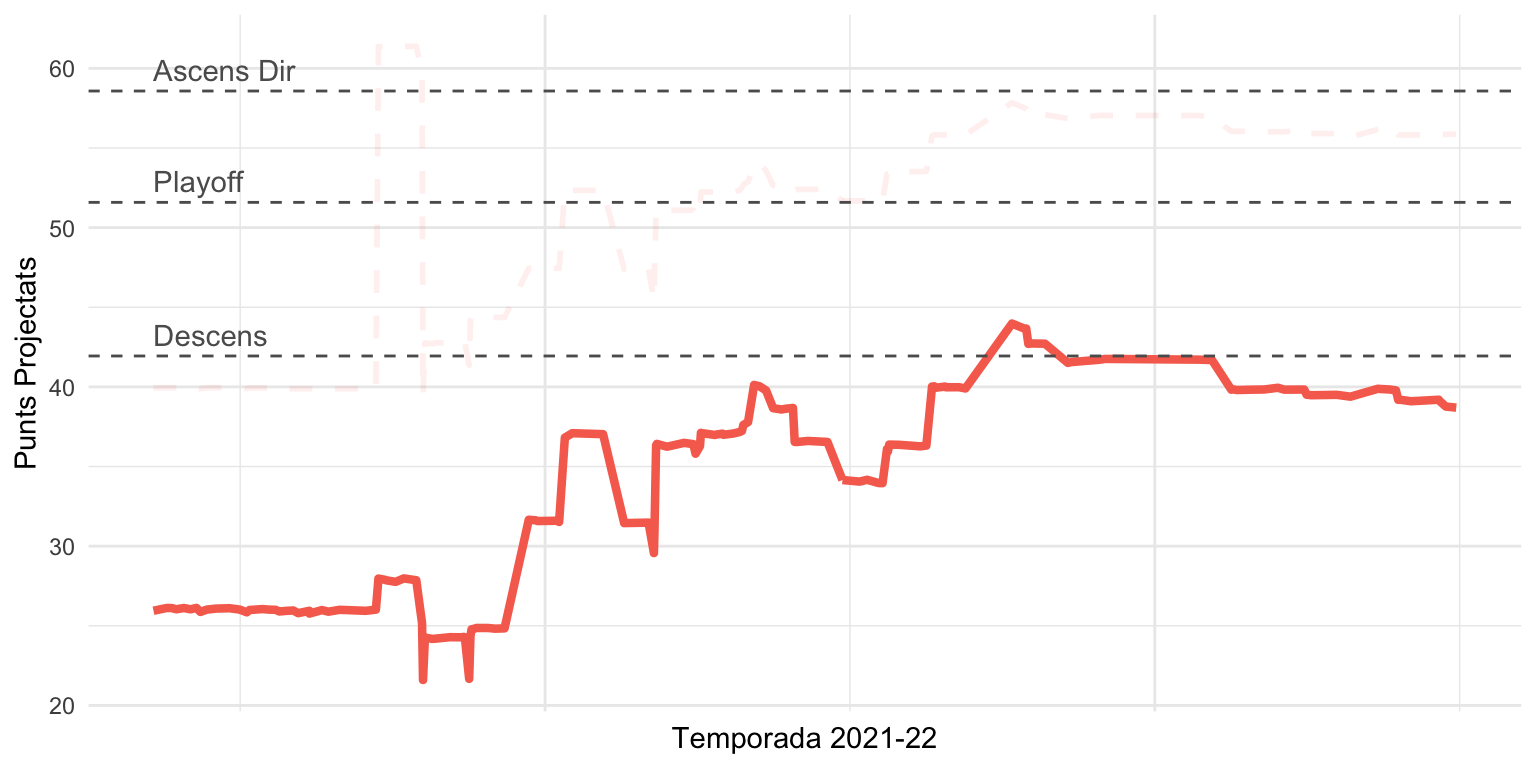 60
Ascens Dir
Playoff
50
Descens
40
30
20
Punts Projectats
Temporada 2021-22